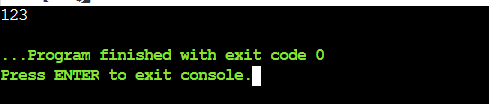 123
...Program finished with exit code 0
Press ENTER to exit console.